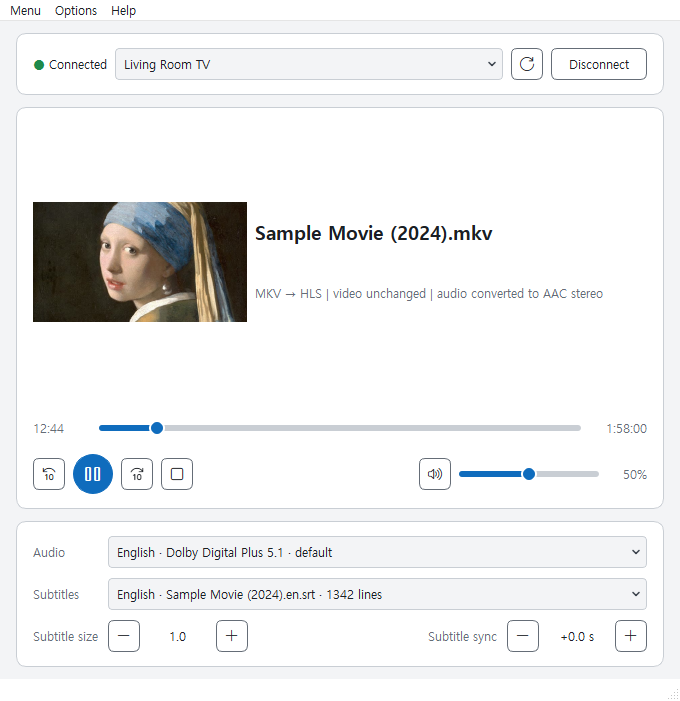 Menu Options Help
Connected Living Room TV Disconnect
Sample Movie (2024).mkv
MKV → HLS | video unchanged | audio converted to AAC stereo
12:44 1:58:00
10 10 50%
Audio English · Dolby Digital Plus 5.1 · default
Subtitles English · Sample Movie (2024).en.srt · 1342 lines
Subtitle size − 1.0 + Subtitle sync − +0.0 s +